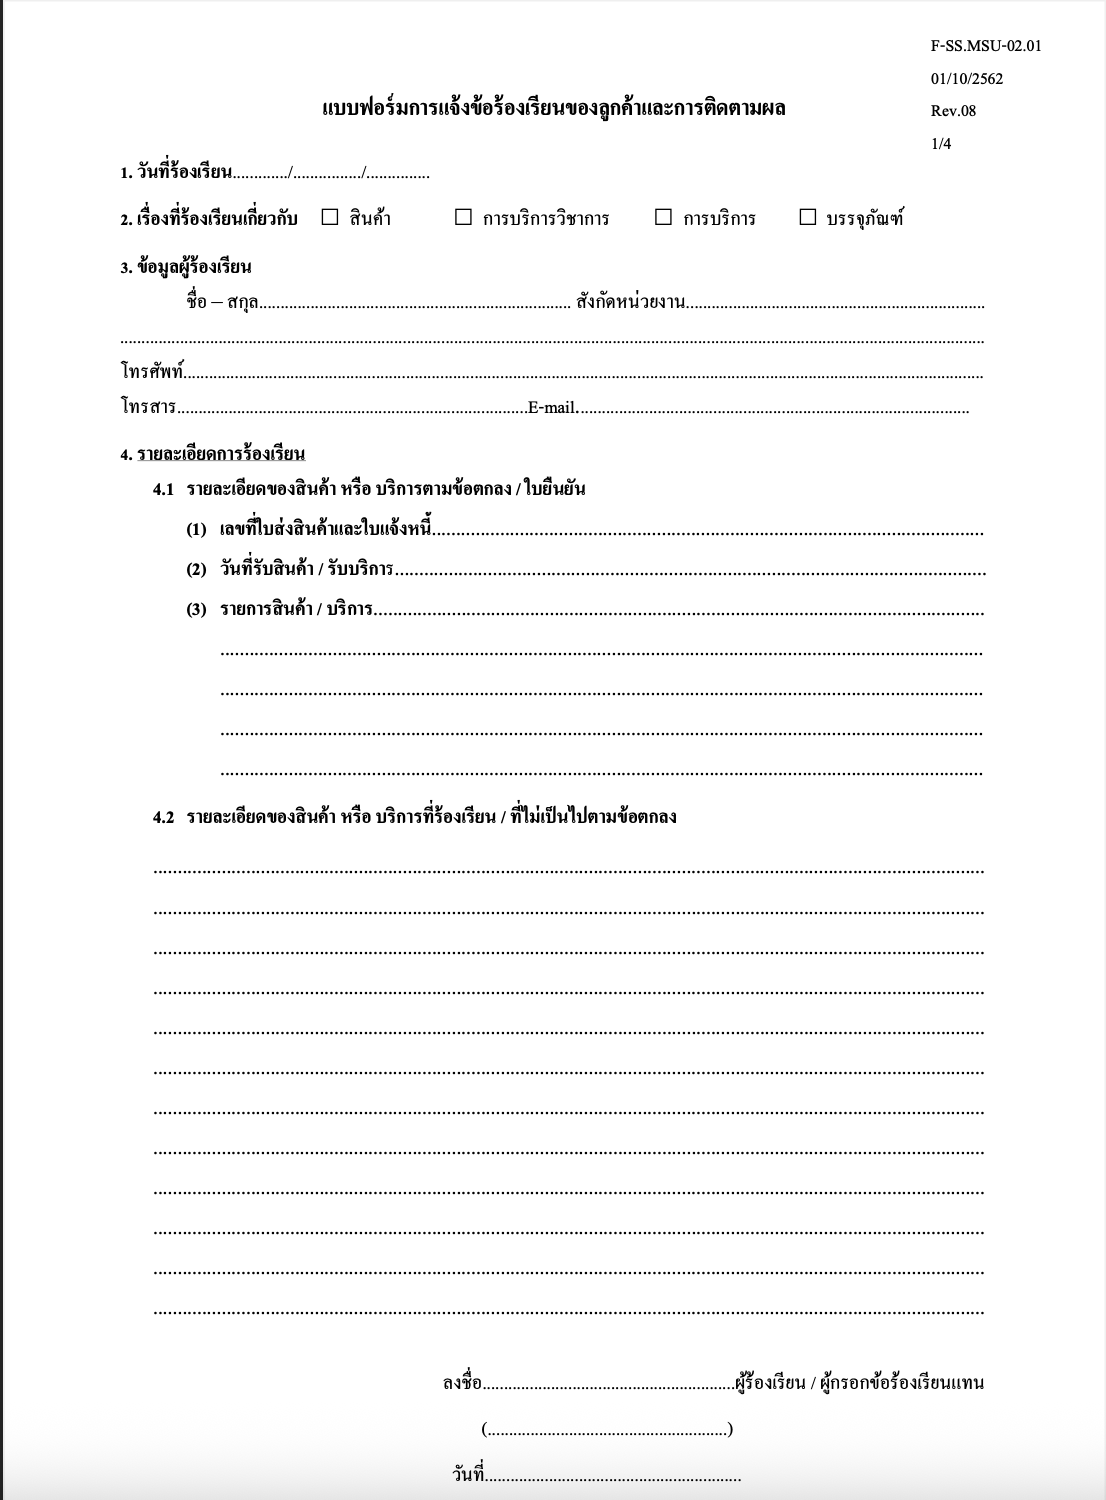 F-SS.MSU-02.01
01/10/2562
แบบฟอร์มการแจ้งข้อร้องเรียนของลูกค้าและการติดตามผล
Rev.08
1/4
1. วันที่ร้องเรียน............./................/...............
2. เรื่องที่ร้องเรียนเกี่ยวกับ ☐ สินค้า ☐ การบริการวิชาการ ☐ การบริการ ☐ บรรจุภัณฑ์
3. ข้อมูลผู้ร้องเรียน
ชื่อ – สกุล.......................................................................... สังกัดหน่วยงาน......................................................................
..........................................................................................................................................................................................................
โทรศัพท์............................................................................................................................................................................................
โทรสาร...................................................................................E-mail............................................................................................
4. รายละเอียดการร้องเรียน
4.1 รายละเอียดของสินค้า หรือ บริการตามข้อตกลง / ใบยืนยัน
(1) เลขที่ใบส่งสินค้าและใบแจ้งหนี้....................................................................................................................
(2) วันที่รับสินค้า / รับบริการ..........................................................................................................................
(3) รายการสินค้า / บริการ..............................................................................................................................
..............................................................................................................................................................
..............................................................................................................................................................
..............................................................................................................................................................
..............................................................................................................................................................
4.2 รายละเอียดของสินค้า หรือ บริการที่ร้องเรียน / ที่ไม่เป็นไปตามข้อตกลง
............................................................................................................................................................................
............................................................................................................................................................................
............................................................................................................................................................................
............................................................................................................................................................................
............................................................................................................................................................................
............................................................................................................................................................................
............................................................................................................................................................................
............................................................................................................................................................................
............................................................................................................................................................................
............................................................................................................................................................................
............................................................................................................................................................................
............................................................................................................................................................................
ลงชื่อ...........................................................ผู้ร้องเรียน / ผู้กรอกข้อร้องเรียนแทน
(........................................................)
วันที่............................................................